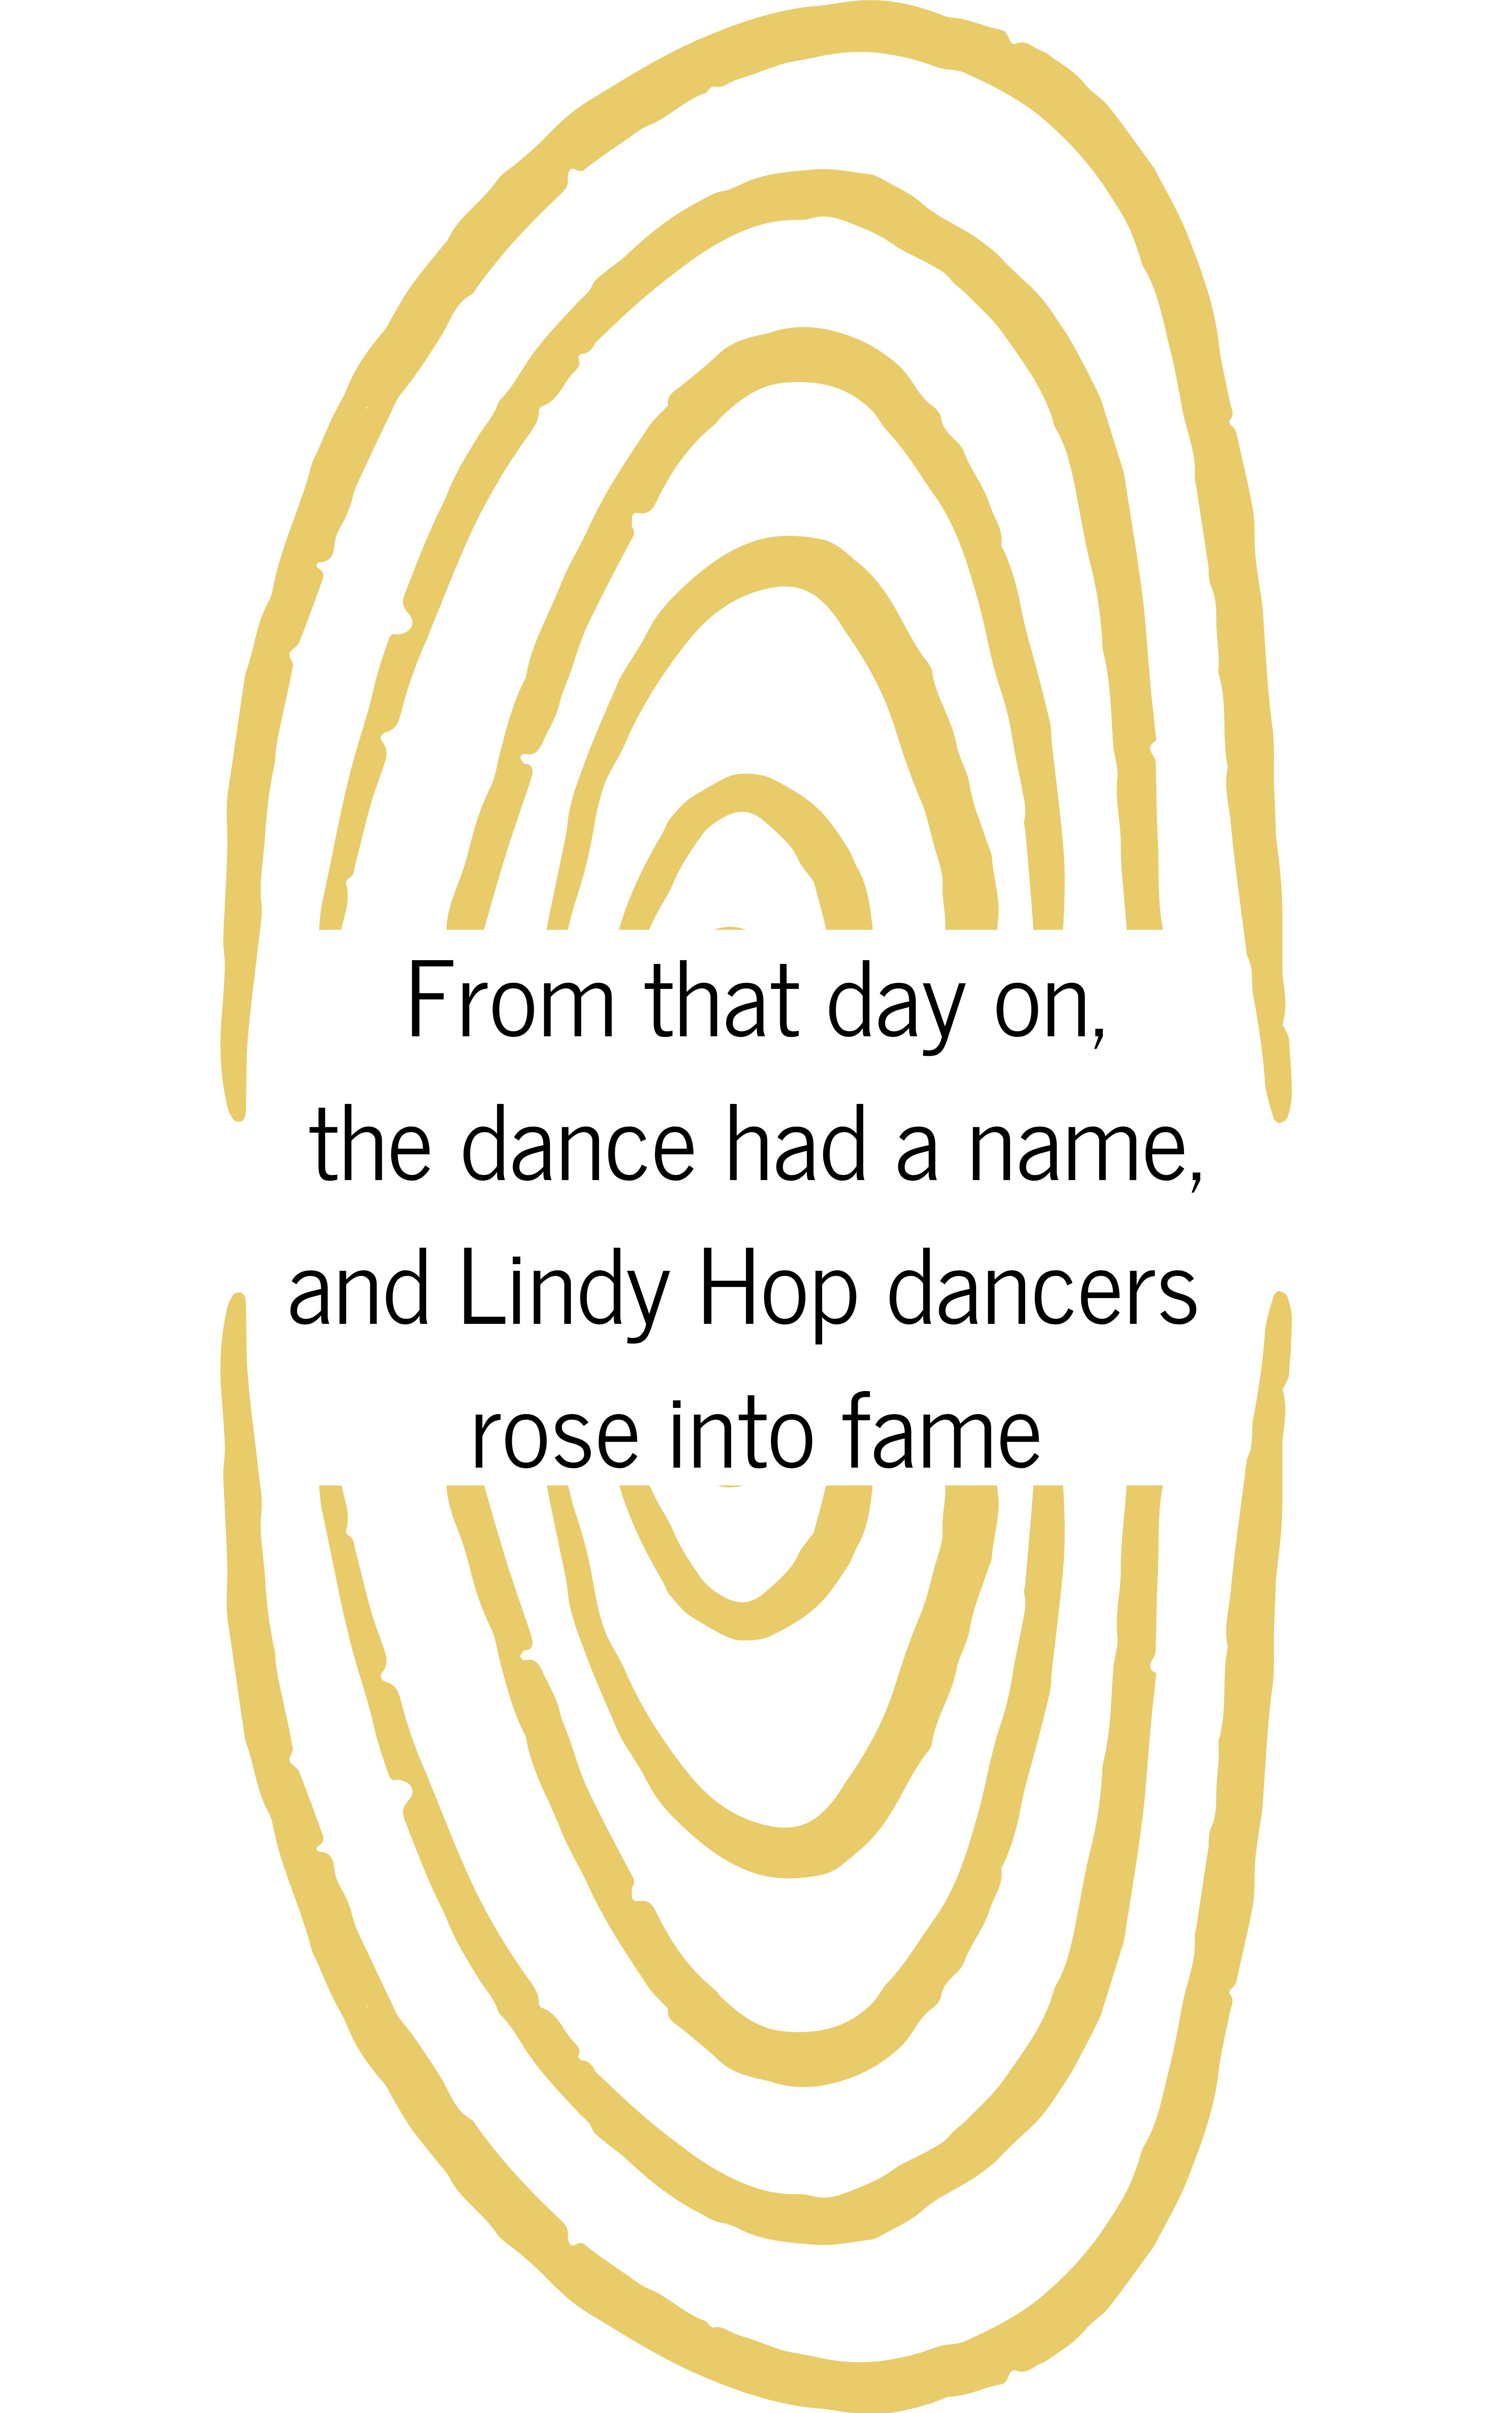 From that day on,
the dance had a name,
and Lindy Hop dancers
rose into fame